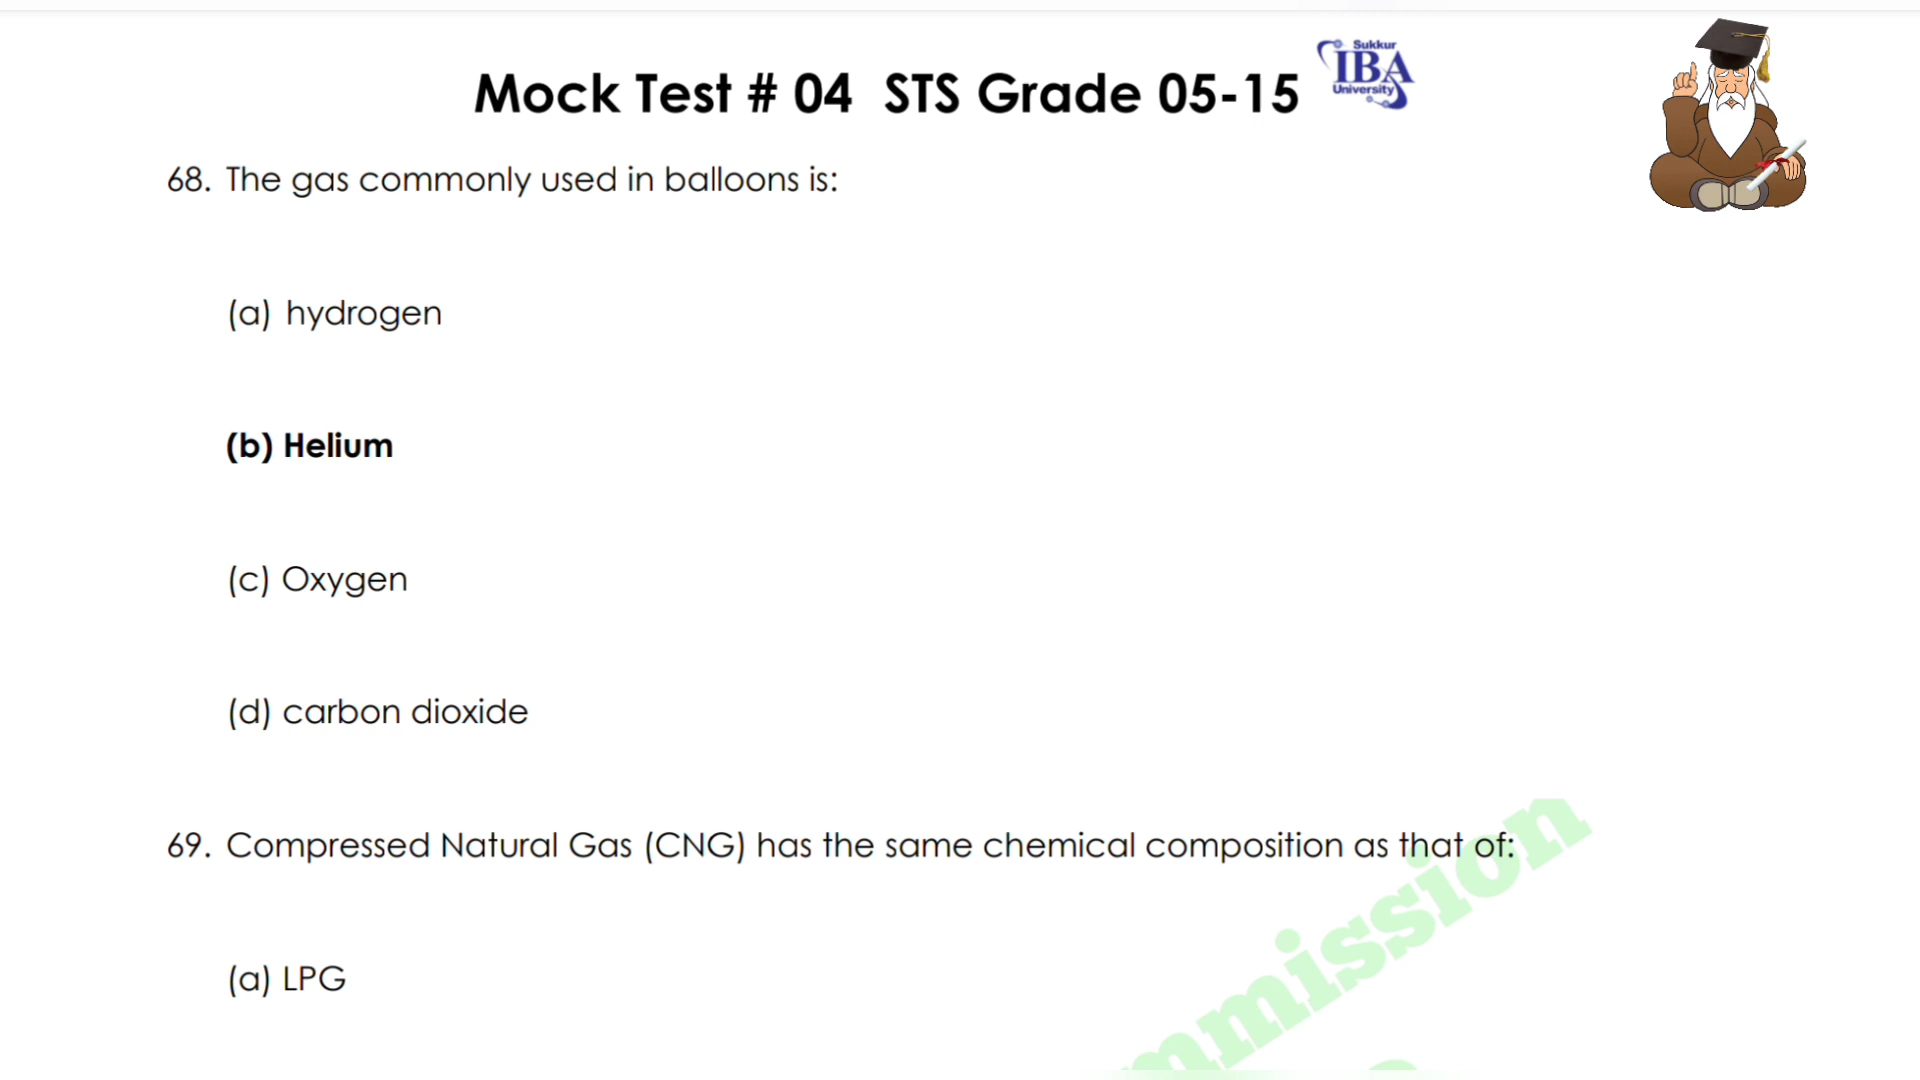 Mock Test # 04 STS Grade 05-15
Sukkur
IBA
University
68. The gas commonly used in balloons is:
(a) hydrogen
(b) Helium
(c) Oxygen
(d) carbon dioxide
69. Compressed Natural Gas (CNG) has the same chemical composition as that of:
(a) LPG